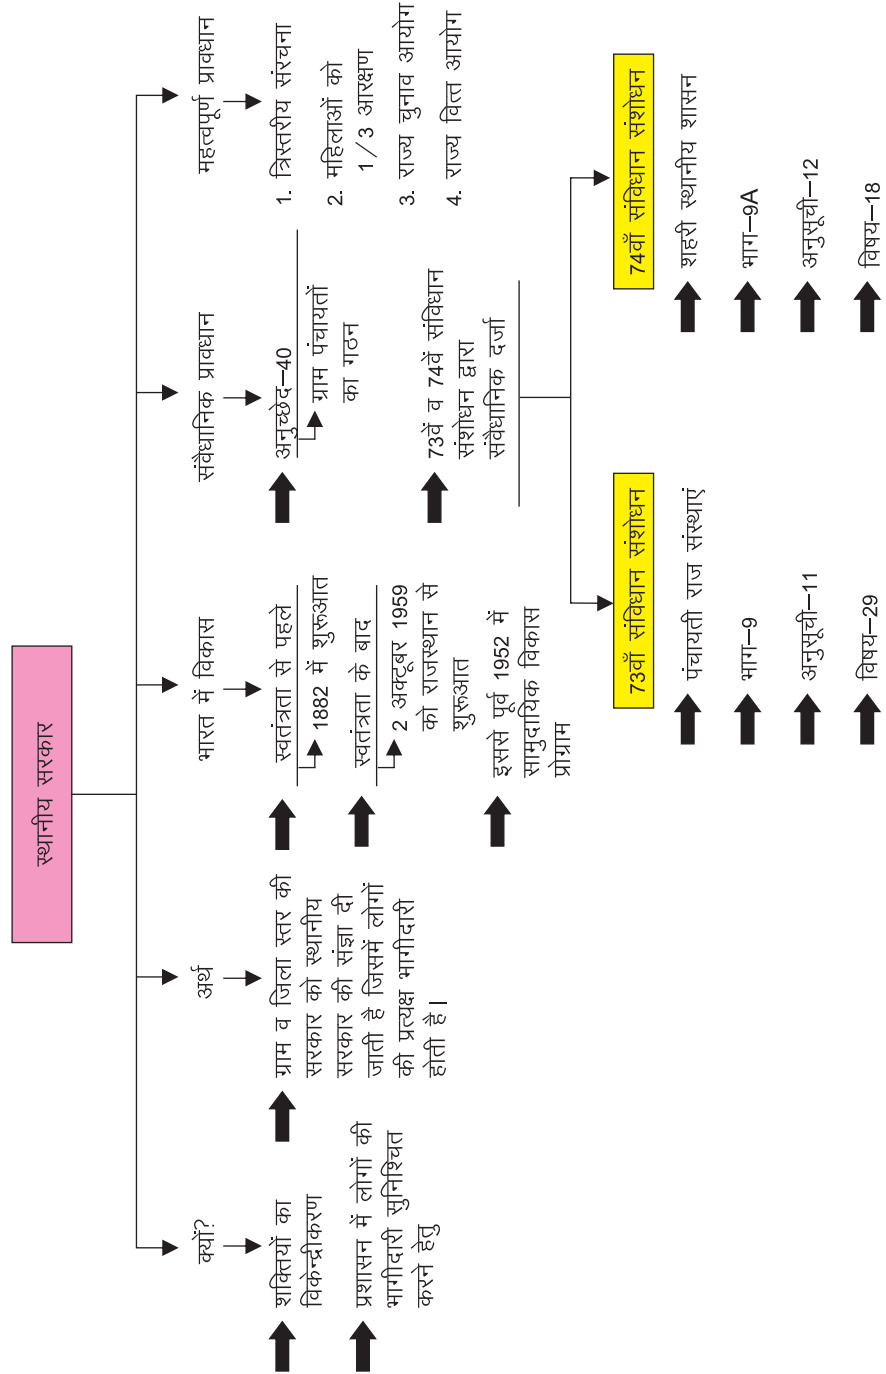 स्थानीय सरकार
क्यों?
शक्तियों का
विकेन्द्रीकरण
प्रशासन में लोगों की
भागीदारी सुनिश्चित
करने हेतु
अर्थ
ग्राम व जिला स्तर की
सरकार को स्थानीय
सरकार की संज्ञा दी
जाती है जिसमें लोगों
की प्रत्यक्ष भागीदारी
होती है।
भारत में विकास
स्वतंत्रता से पहले
1882 में शुरूआत
स्वतंत्रता के बाद
2 अक्टूबर 1959
को राजस्थान से
शुरूआत
इससे पूर्व 1952 में
सामुदायिक विकास
प्रोग्राम
संवैधानिक प्रावधान
अनुच्छेद–40
ग्राम पंचायतों
का गठन
73वें व 74वें संविधान
संशोधन द्वारा
संवैधानिक दर्जा
73वाँ संविधान संशोधन
पंचायती राज संस्थाएं
भाग–9
अनुसूची–11
विषय–29
74वाँ संविधान संशोधन
शहरी स्थानीय शासन
भाग–9A
अनुसूची–12
विषय–18
महत्वपूर्ण प्रावधान
1. त्रिस्तरीय संरचना
2. महिलाओं को
1/3 आरक्षण
3. राज्य चुनाव आयोग
4. राज्य वित्त आयोग